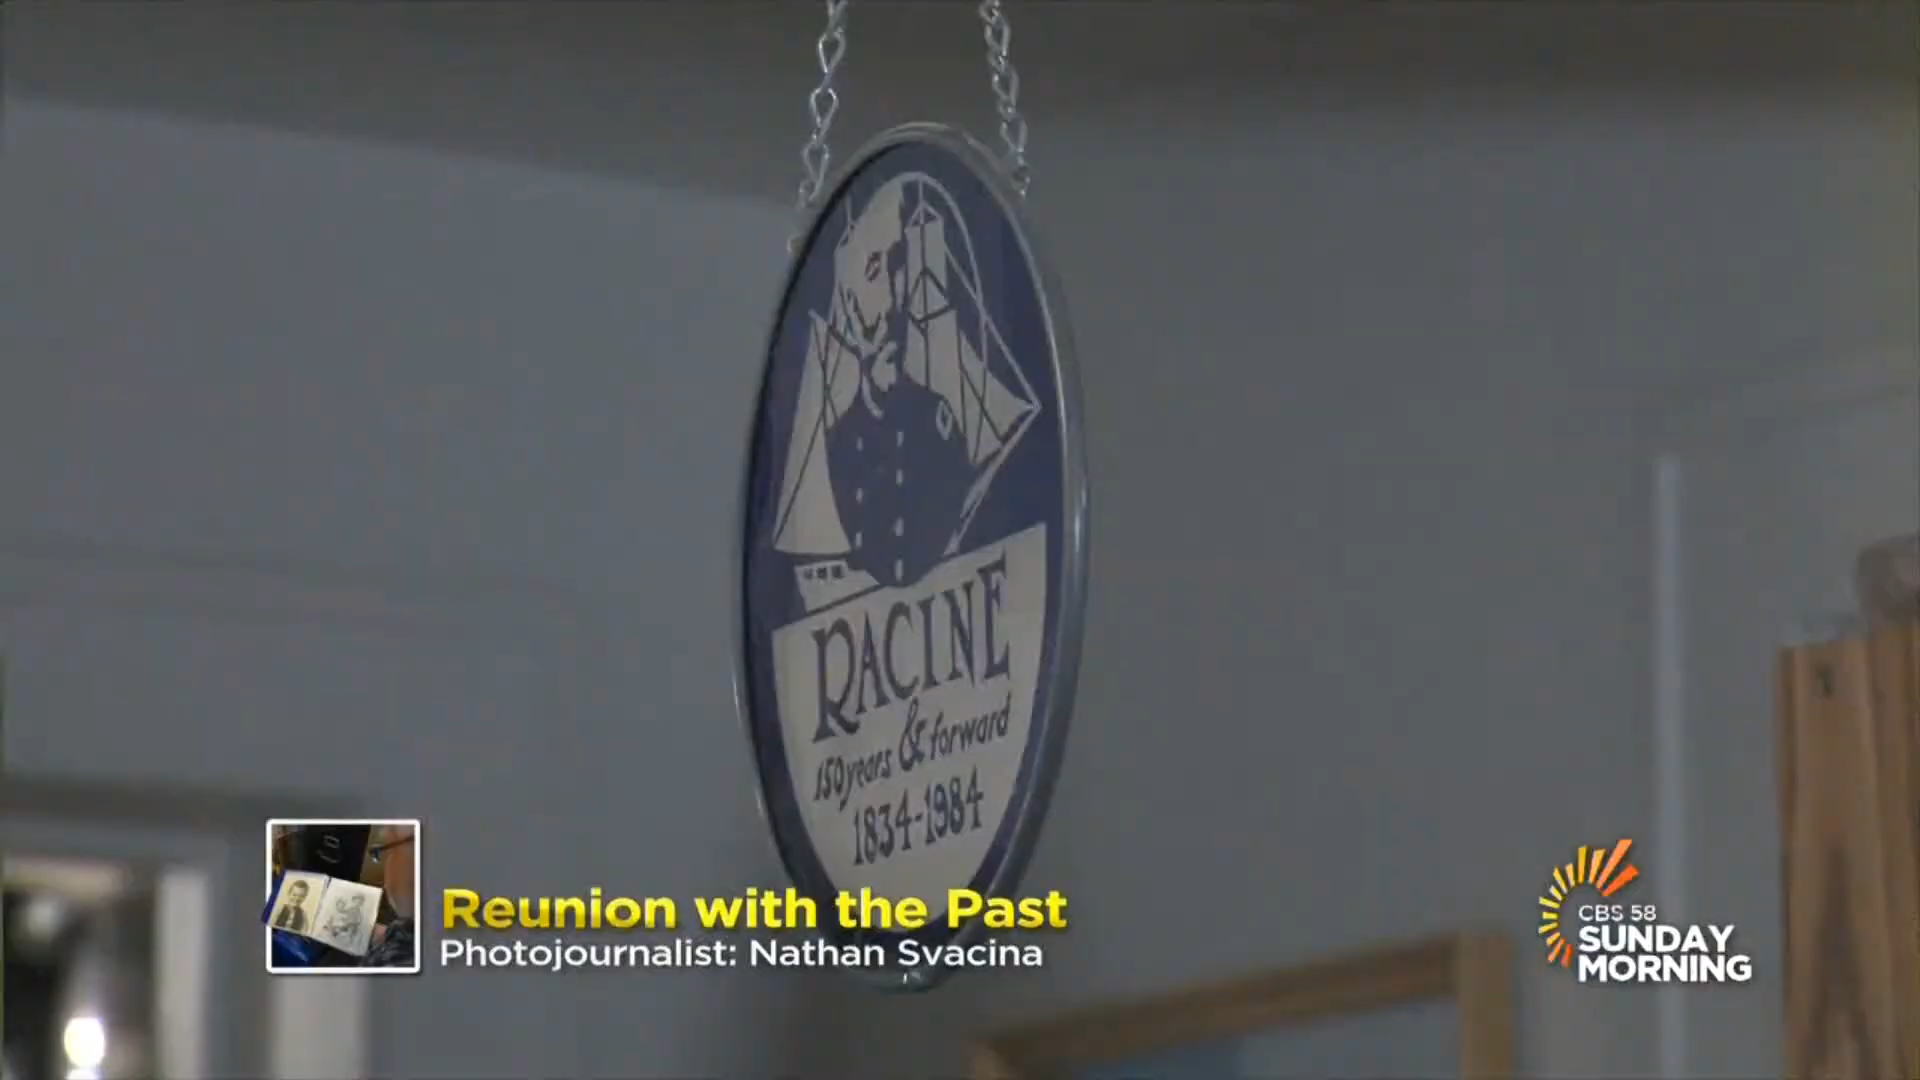 RACINE
150 years & forward
1834-1984
Reunion with the Past
Photojournalist: Nathan Svacina
CBS 58
SUNDAY
MORNING